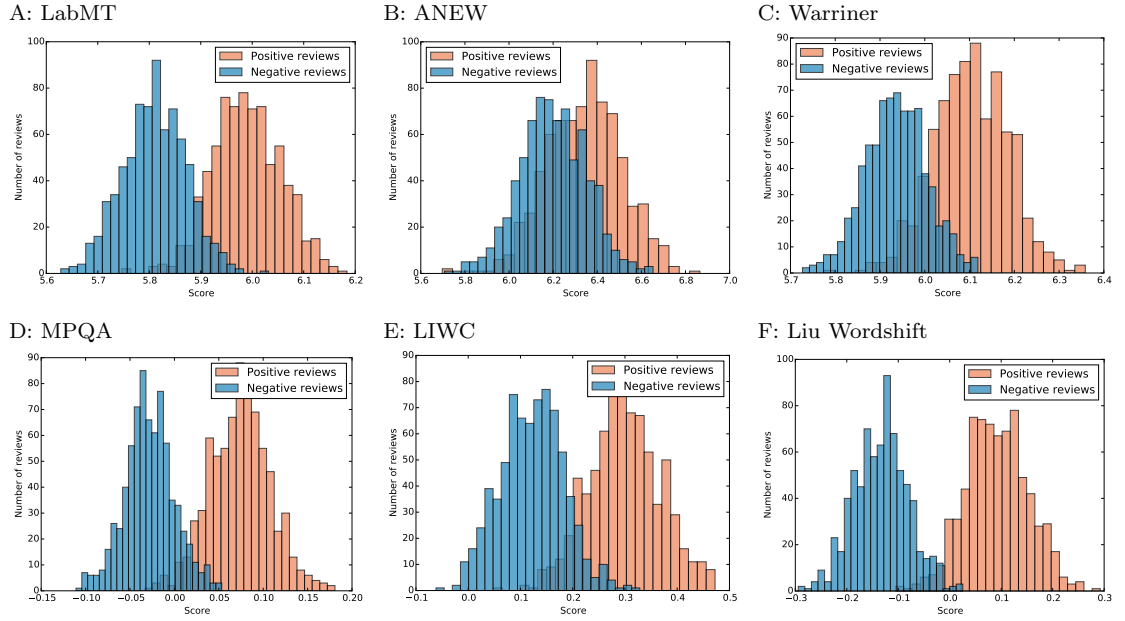 A: LabMT
B: ANEW
C: Warriner
100
80
60
40
20
0
Number of reviews
Positive reviews
Negative reviews
5.6 5.7 5.8 5.9 6.0 6.1 6.2
Score
100
80
60
40
20
0
Number of reviews
Positive reviews
Negative reviews
5.6 5.8 6.0 6.2 6.4 6.6 6.8 7.0
Score
90
80
70
60
50
40
30
20
10
0
Number of reviews
Positive reviews
Negative reviews
5.7 5.8 5.9 6.0 6.1 6.2 6.3 6.4
Score
D: MPQA
E: LIWC
F: Liu Wordshift
90
80
70
60
50
40
30
20
10
0
Number of reviews
Positive reviews
Negative reviews
−0.15 −0.10 −0.05 0.00 0.05 0.10 0.15 0.20
Score
90
80
70
60
50
40
30
20
10
0
Number of reviews
Positive reviews
Negative reviews
−0.1 0.0 0.1 0.2 0.3 0.4 0.5
Score
100
80
60
40
20
0
Number of reviews
Positive reviews
Negative reviews
−0.3 −0.2 −0.1 0.0 0.1 0.2 0.3
Score